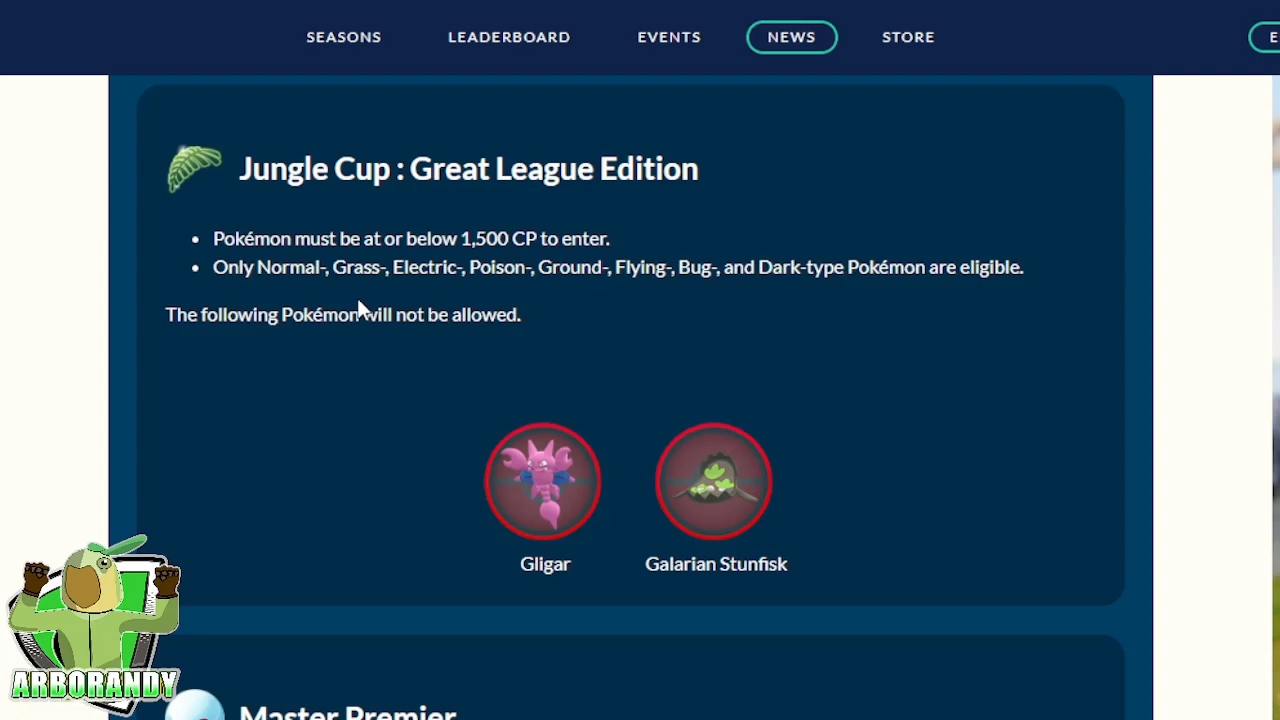 SEASONS LEADERBOARD EVENTS NEWS STORE E
Jungle Cup : Great League Edition
• Pokémon must be at or below 1,500 CP to enter.
• Only Normal-, Grass-, Electric-, Poison-, Ground-, Flying-, Bug-, and Dark-type Pokémon are eligible.
The following Pokémon will not be allowed.
Gligar Galarian Stunfisk
ARBORANDY
Master Premier